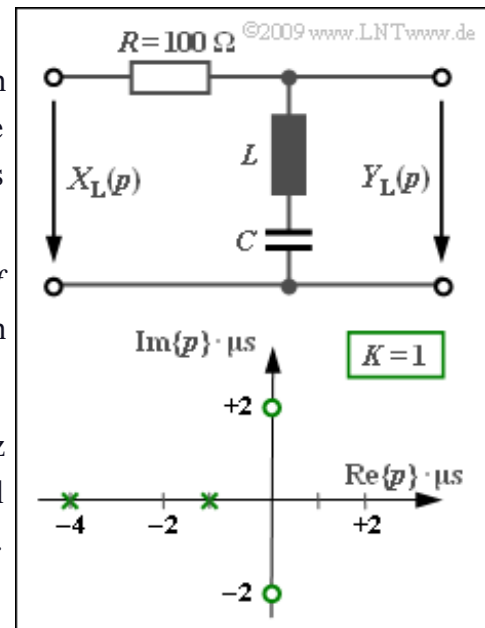 ©2009 www.LNTwww.de
R=100 Ω
X_L(p)
L
Y_L(p)
C
Im{p}·μs
K=1
+2
Re{p}·μs
−4
−2
+2
−2